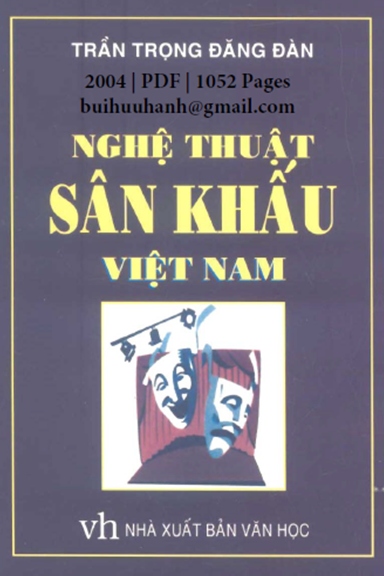 TRẦN TRỌNG ĐĂNG ĐÀN
2004 | PDF | 1052 Pages
buihuuhanh@gmail.com
NGHỆ THUẬT
SÂN KHẤU
VIỆT NAM
vh NHÀ XUẤT BẢN VĂN HỌC